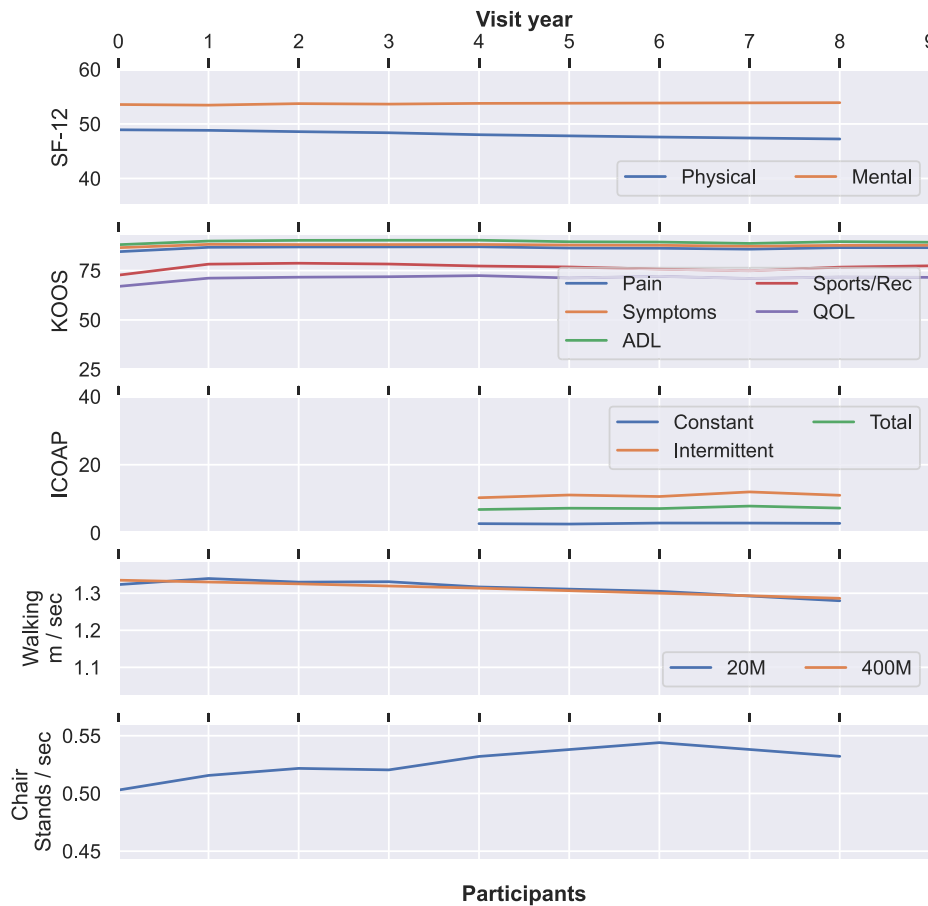 Visit year
0 1 2 3 4 5 6 7 8 9
60
50
40
SF-12
Physical Mental
75
50
25
KOOS
Pain Sports/Rec
Symptoms QOL
ADL
40
20
0
ICOAP
Constant Total
Intermittent
1.3
1.2
1.1
Walking
m / sec
20M 400M
0.55
0.50
0.45
Chair
Stands / sec
Participants